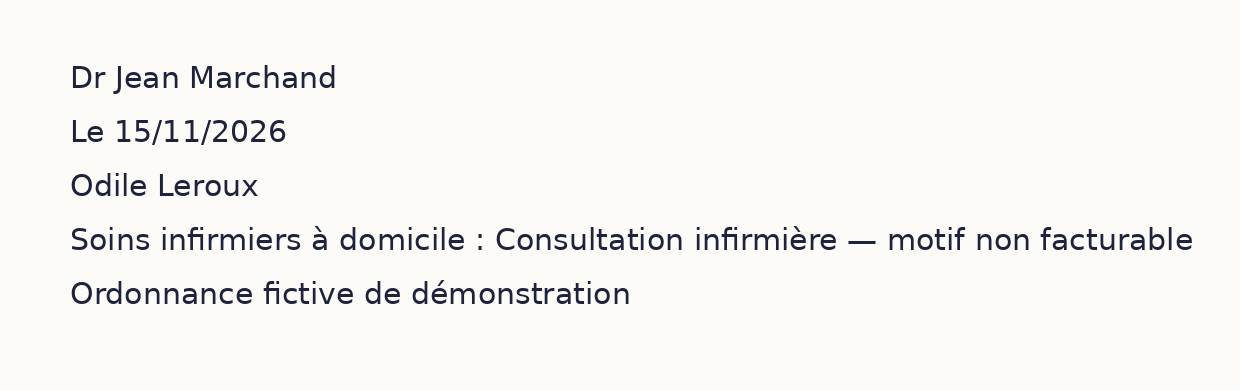 Dr Jean Marchand
Le 15/11/2026
Odile Leroux
Soins infirmiers à domicile : Consultation infirmière — motif non facturable
Ordonnance fictive de démonstration